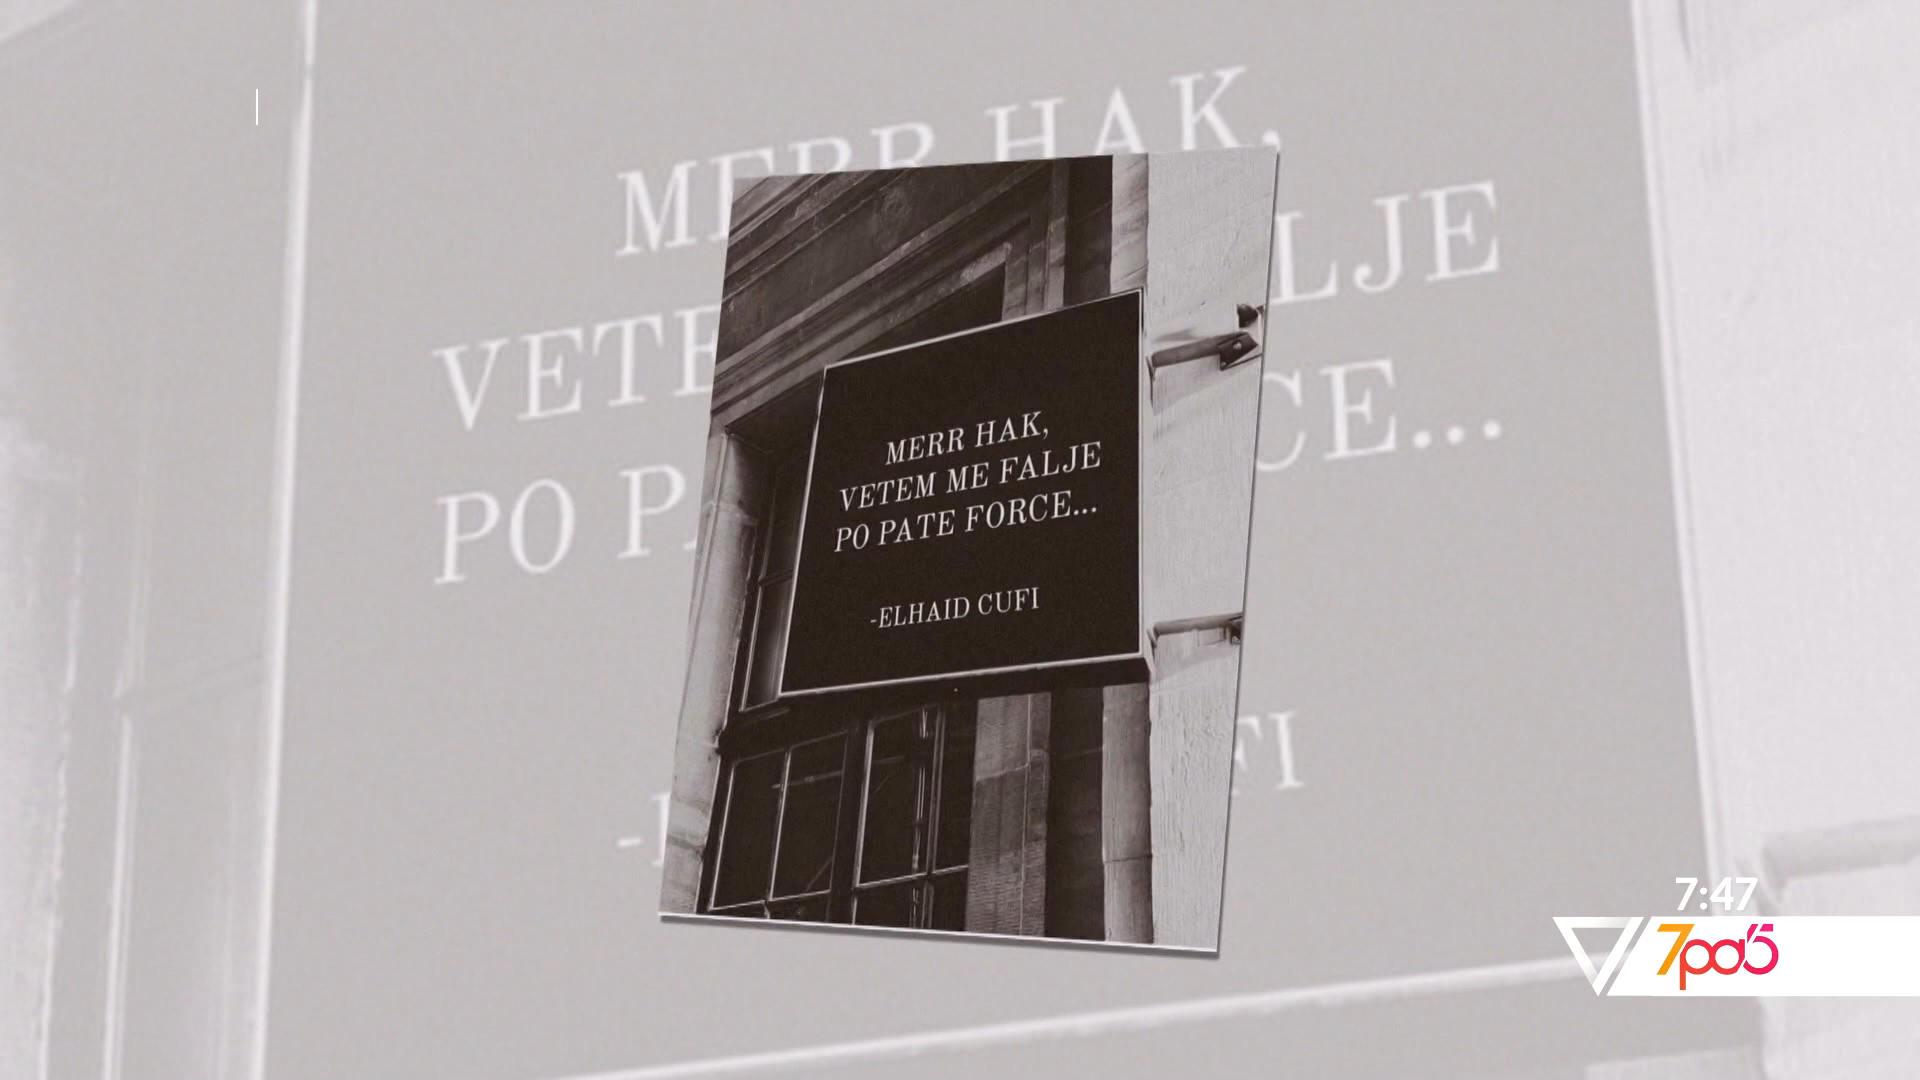 MERR HAK,
VETEM ME FALJE
PO PATE FORCE...
-ELHAID CUFI
7:47
7pa5